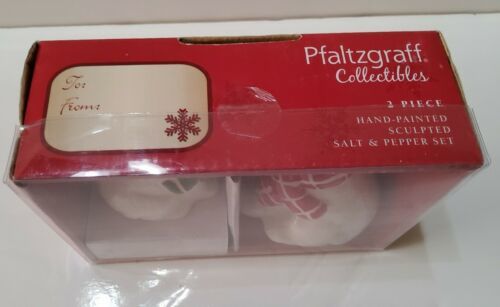 To:
From:
Pfaltzgraff®
Collectibles
2 PIECE
HAND-PAINTED
SCULPTED
SALT & PEPPER SET